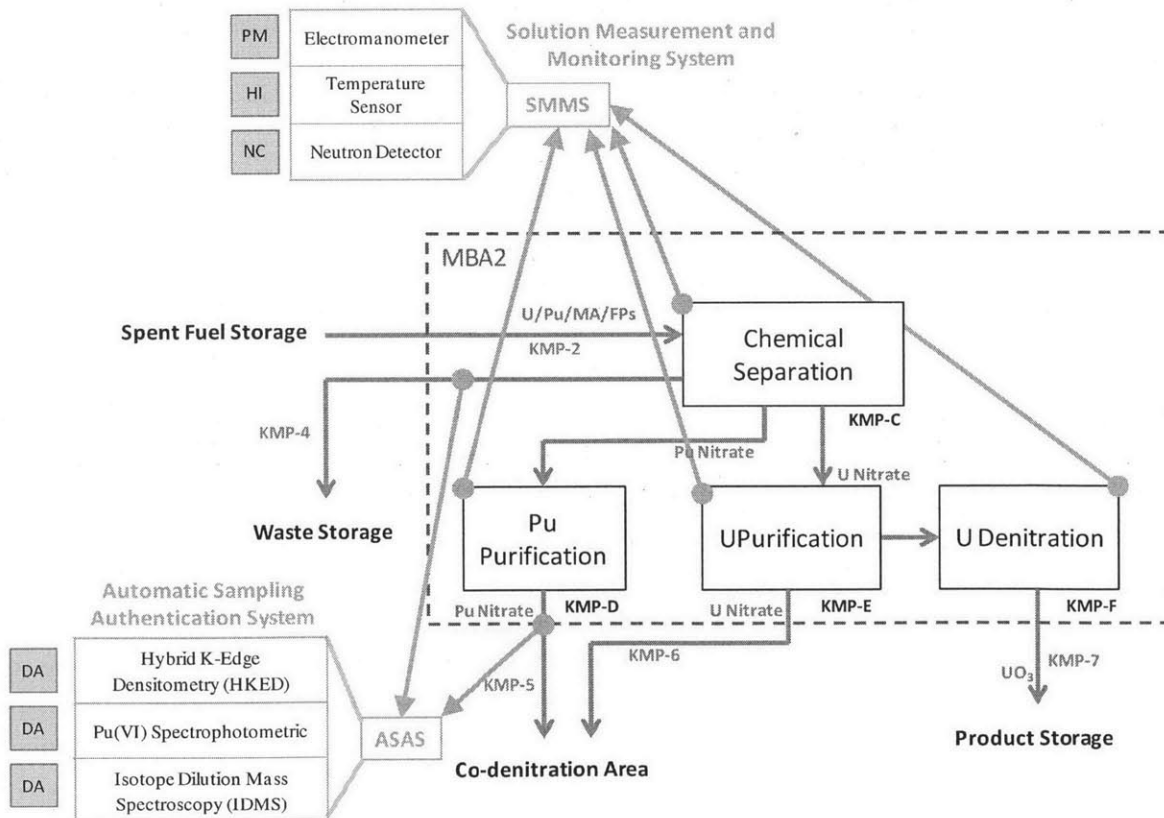 PM
Electromanometer
HI
Temperature
Sensor
NC
Neutron Detector
Solution Measurement and
Monitoring System
SMMS
MBA2
Spent Fuel Storage
U/Pu/MA/FPs
KMP-2
Chemical
Separation
KMP-C
KMP-4
Pu Nitrate
U Nitrate
Waste Storage
Pu
Purification
UPurification
U Denitration
KMP-D
KMP-E
KMP-F
Pu Nitrate
U Nitrate
KMP-6
KMP-5
KMP-7
UO₃
Co-denitration Area
Product Storage
Automatic Sampling
Authentication System
DA
Hybrid K-Edge
Densitometry (HKED)
DA
Pu(VI) Spectrophotometric
DA
Isotope Dilution Mass
Spectroscopy (IDMS)
ASAS